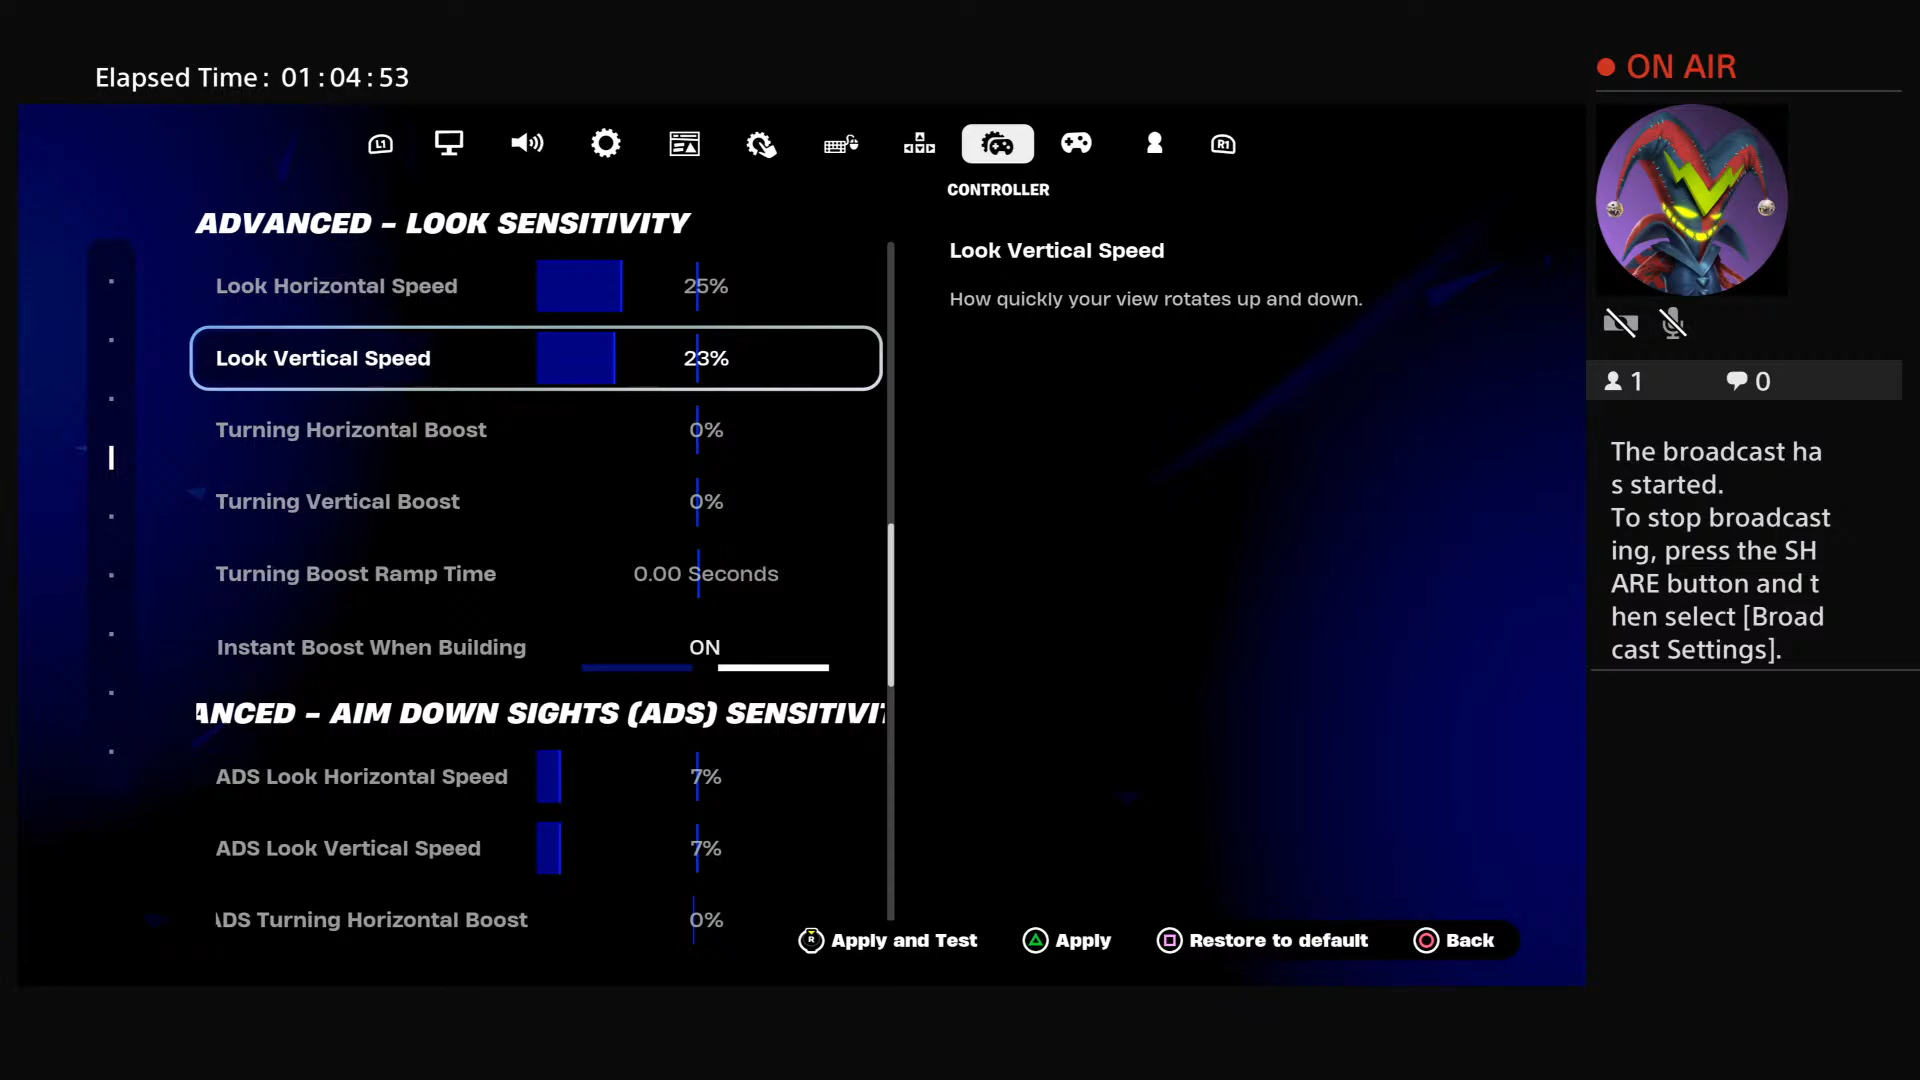 Elapsed Time: 01:04:53
ON AIR
L1
R1
CONTROLLER
ADVANCED – LOOK SENSITIVITY
Look Horizontal Speed 25%
Look Vertical Speed 23%
Turning Horizontal Boost 0%
Turning Vertical Boost 0%
Turning Boost Ramp Time 0.00 Seconds
Instant Boost When Building ON
ANCED – AIM DOWN SIGHTS (ADS) SENSITIVIT
ADS Look Horizontal Speed 7%
ADS Look Vertical Speed 7%
ADS Turning Horizontal Boost 0%
Look Vertical Speed
How quickly your view rotates up and down.
R Apply and Test
Apply
Restore to default
Back
1
0
The broadcast ha
s started.
To stop broadcast
ing, press the SH
ARE button and t
hen select [Broad
cast Settings].